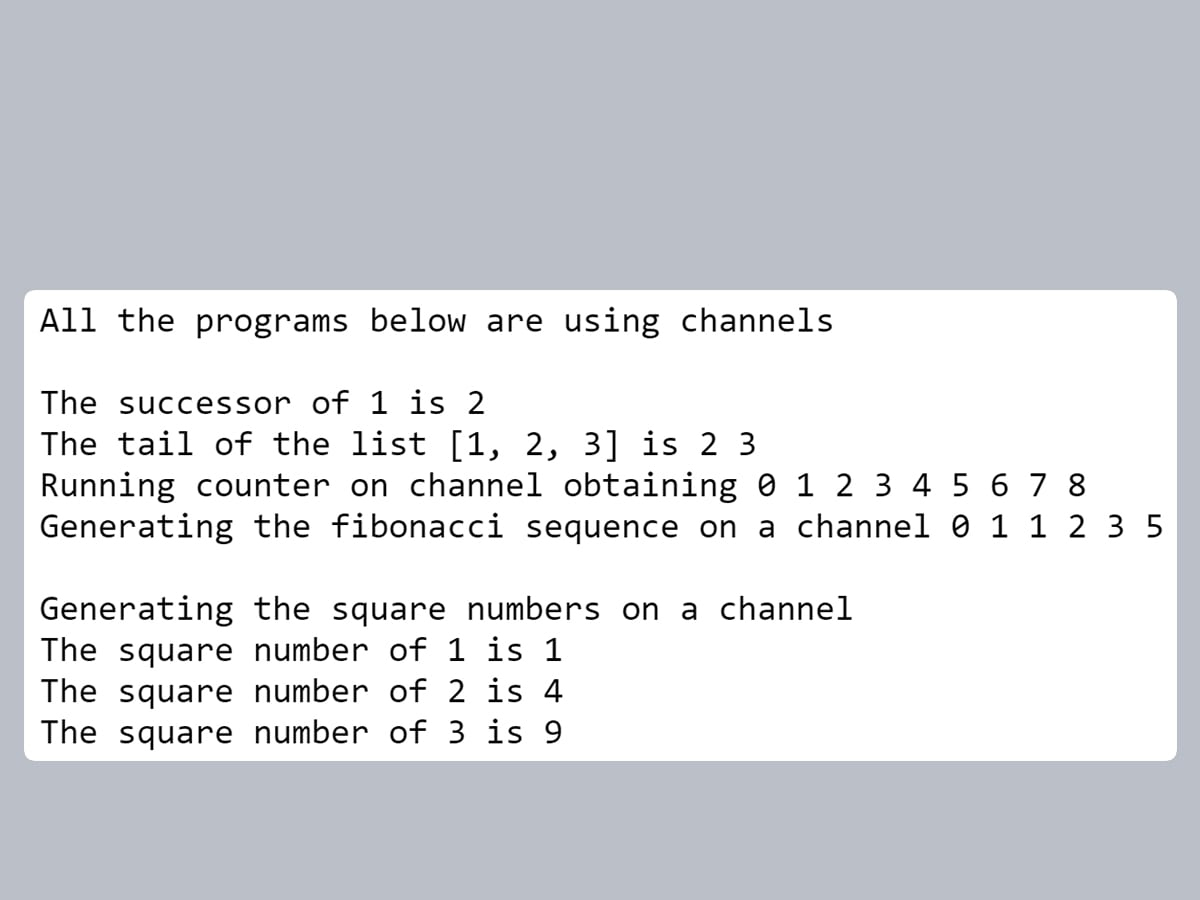 All the programs below are using channels
The successor of 1 is 2
The tail of the list [1, 2, 3] is 2 3
Running counter on channel obtaining 0 1 2 3 4 5 6 7 8
Generating the fibonacci sequence on a channel 0 1 1 2 3 5
Generating the square numbers on a channel
The square number of 1 is 1
The square number of 2 is 4
The square number of 3 is 9